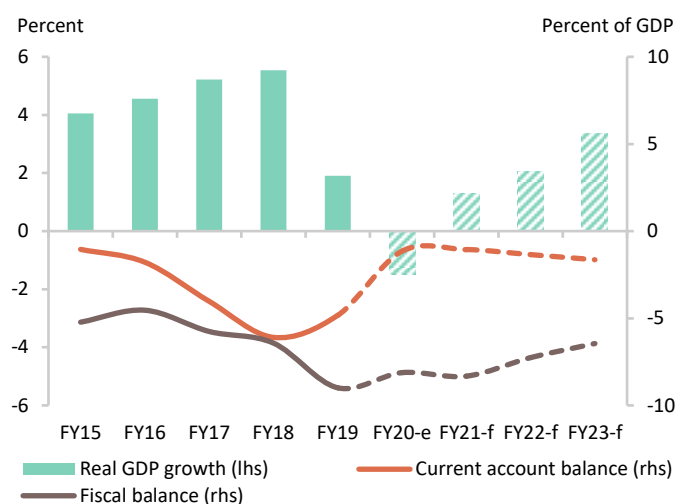 Percent Percent of GDP
6 10
4
5
2
0 0
-2
-5
-4
-6 -10
FY15 FY16 FY17 FY18 FY19 FY20-e FY21-f FY22-f FY23-f
Real GDP growth (lhs) Current account balance (rhs)
Fiscal balance (rhs)